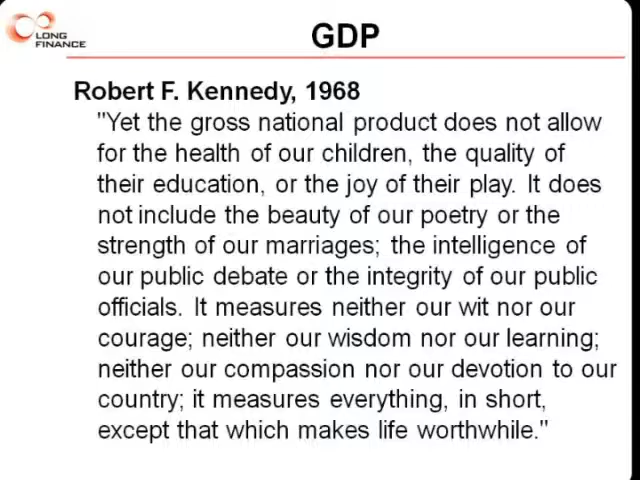 LONG
FINANCE
GDP
Robert F. Kennedy, 1968
"Yet the gross national product does not allow
for the health of our children, the quality of
their education, or the joy of their play. It does
not include the beauty of our poetry or the
strength of our marriages; the intelligence of
our public debate or the integrity of our public
officials. It measures neither our wit nor our
courage; neither our wisdom nor our learning;
neither our compassion nor our devotion to our
country; it measures everything, in short,
except that which makes life worthwhile."